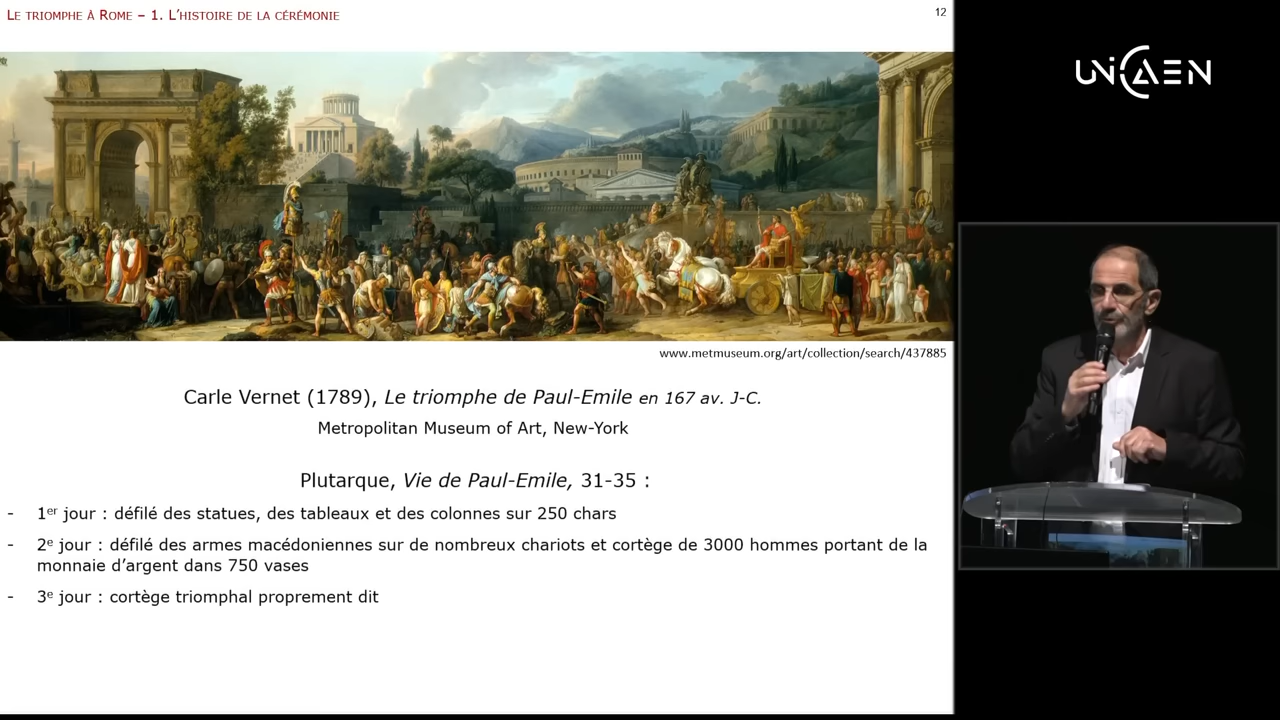 Le triomphe à Rome – 1. L'histoire de la cérémonie
12
UNICAEN
www.metmuseum.org/art/collection/search/437885
Carle Vernet (1789), Le triomphe de Paul-Emile en 167 av. J-C.
Metropolitan Museum of Art, New-York
Plutarque, Vie de Paul-Emile, 31-35 :
- 1er jour : défilé des statues, des tableaux et des colonnes sur 250 chars
- 2e jour : défilé des armes macédoniennes sur de nombreux chariots et cortège de 3000 hommes portant de la
monnaie d'argent dans 750 vases
- 3e jour : cortège triomphal proprement dit